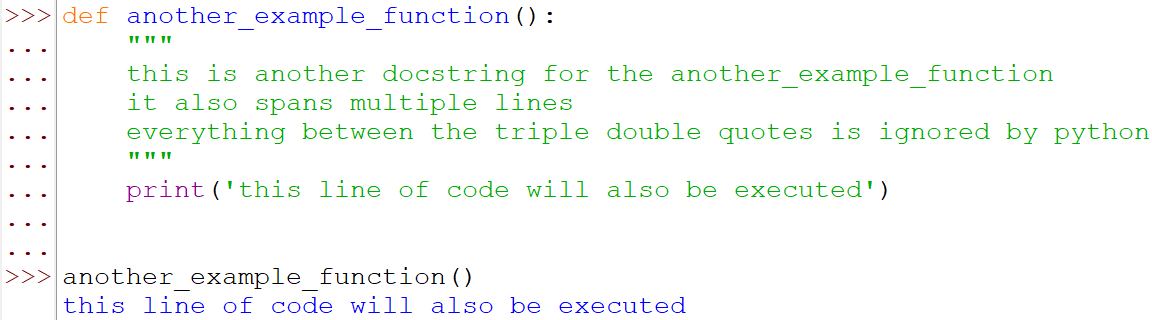 >>> def another_example_function():
...     """
...     this is another docstring for the another_example_function
...     it also spans multiple lines
...     everything between the triple double quotes is ignored by python
...     """
...     print('this line of code will also be executed')
...
...
>>> another_example_function()
this line of code will also be executed